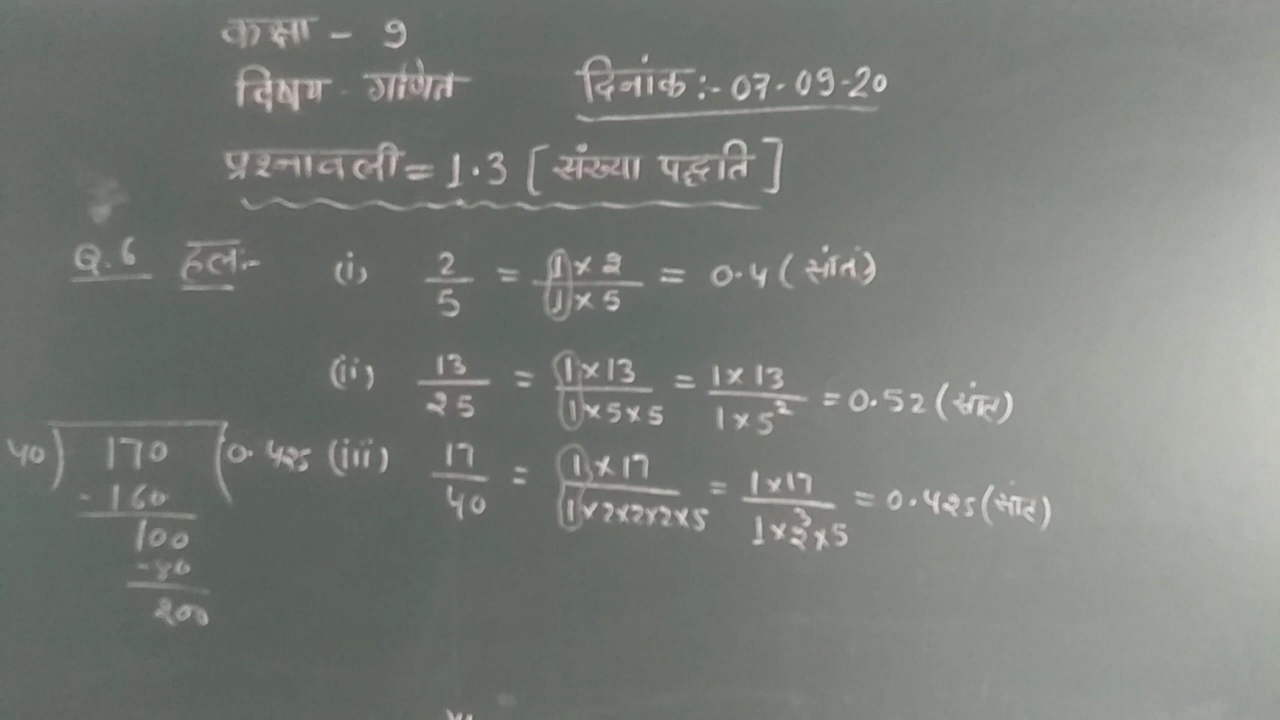 कक्षा - 9
विषय - गणित दिनांक :- 07-09-20
प्रश्नावली = 1.3 [संख्या पद्धति]
Q.6 हल:- (i) 2/5 = 1×2/1×5 = 0.4 (सांत)
(ii) 13/25 = 1×13/1×5×5 = 1×13/1×5² = 0.52 (सांत)
(iii) 17/40 = 1×17/1×2×2×2×5 = 1×17/1×2³×5 = 0.425 (सांत)
40) 170 (0.425
-160
100
-80
200